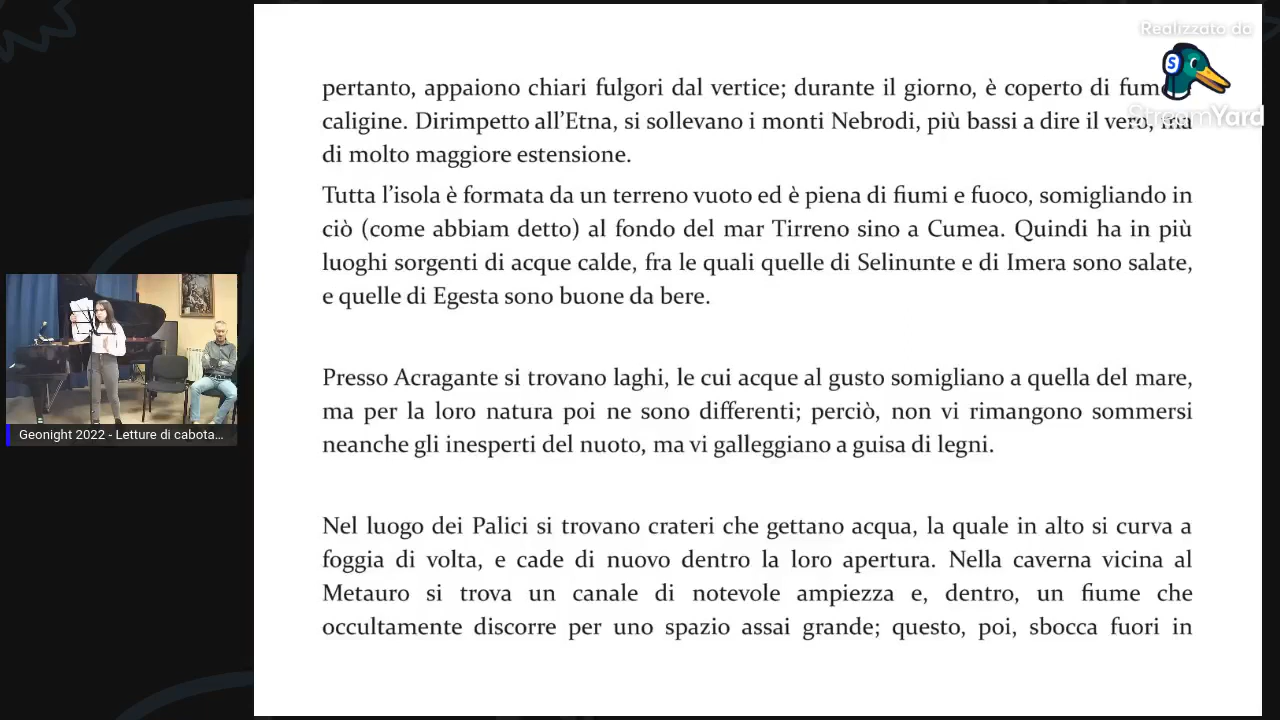 Realizzato da
StreamYard
pertanto, appaiono chiari fulgori dal vertice; durante il giorno, è coperto di
caligine. Dirimpetto all’Etna, si sollevano i monti Nebrodi, più bassi a dire il vero, ma
di molto maggiore estensione.
Tutta l’isola è formata da un terreno vuoto ed è piena di fiumi e fuoco, somigliando in
ciò (come abbiam detto) al fondo del mar Tirreno sino a Cumea. Quindi ha in più
luoghi sorgenti di acque calde, fra le quali quelle di Selinunte e di Imera sono salate,
e quelle di Egesta sono buone da bere.
Presso Acragante si trovano laghi, le cui acque al gusto somigliano a quella del mare,
ma per la loro natura poi ne sono differenti; perciò, non vi rimangono sommersi
neanche gli inesperti del nuoto, ma vi galleggiano a guisa di legni.
Nel luogo dei Palici si trovano crateri che gettano acqua, la quale in alto si curva a
foggia di volta, e cade di nuovo dentro la loro apertura. Nella caverna vicina al
Metauro si trova un canale di notevole ampiezza e, dentro, un fiume che
occultamente discorre per uno spazio assai grande; questo, poi, sbocca fuori in
Geonight 2022 - Letture di cabota...